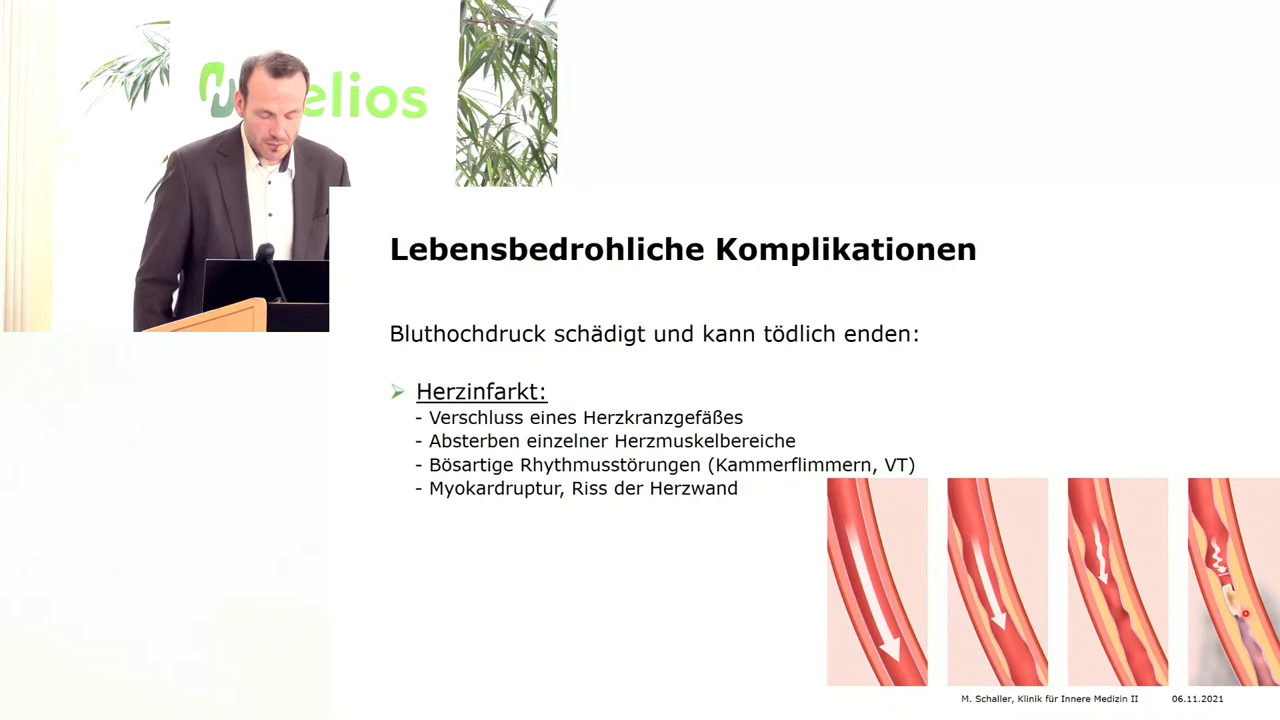 elios
Lebensbedrohliche Komplikationen
Bluthochdruck schädigt und kann tödlich enden:
Herzinfarkt:
- Verschluss eines Herzkranzgefäßes
- Absterben einzelner Herzmuskelbereiche
- Bösartige Rhythmusstörungen (Kammerflimmern, VT)
- Myokardruptur, Riss der Herzwand
M. Schaller, Klinik für Innere Medizin II 06.11.2021